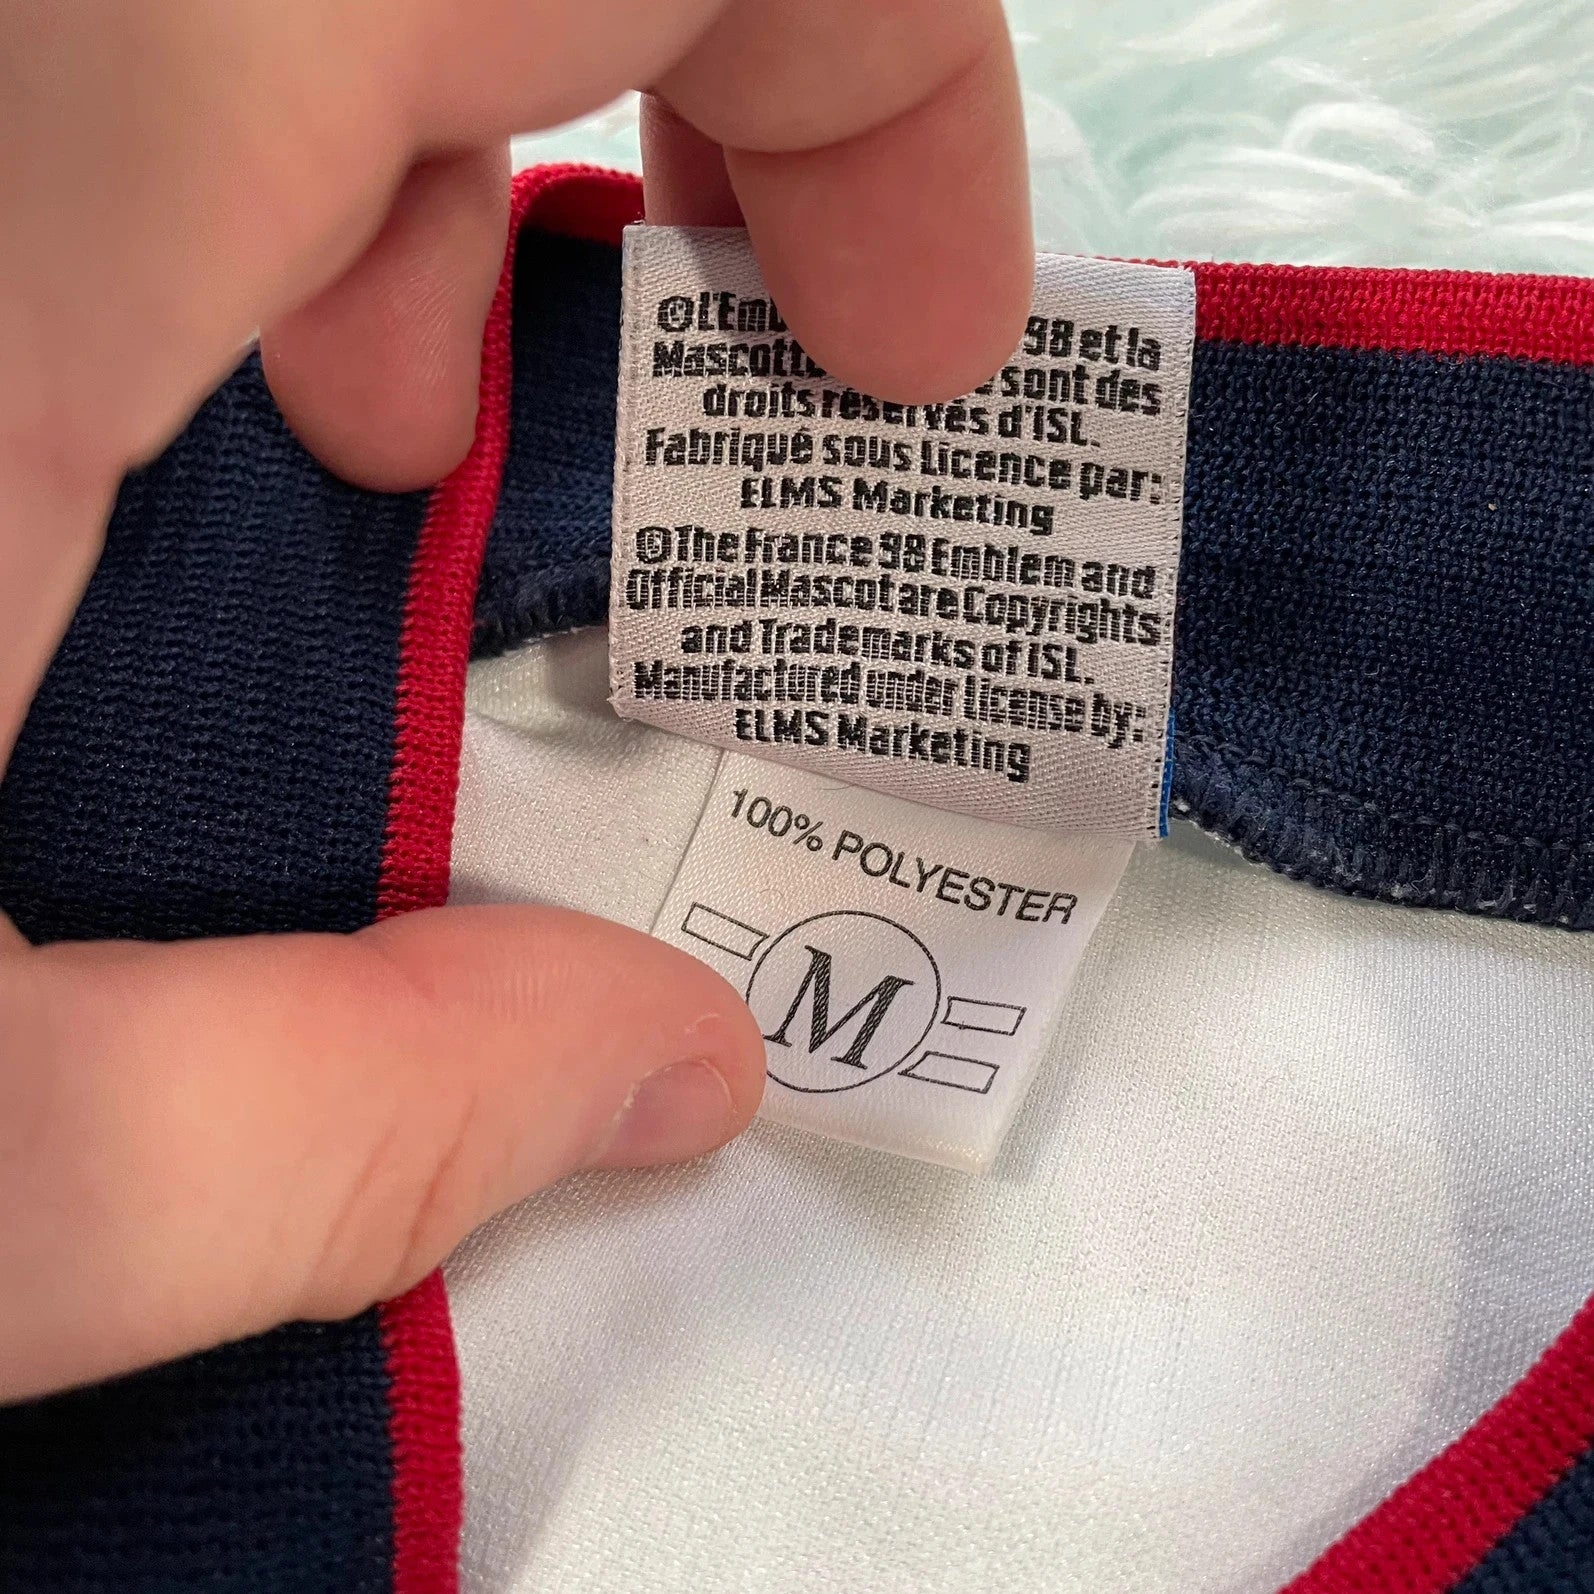 ©L'Em 98 et la
Mascott sont des
droits réservés d'ISL.
Fabriqué sous Licence par:
ELMS Marketing
©The France 98 Emblem and
Official Mascot are Copyrights
and Trademarks of ISL.
Manufactured under License by:
ELMS Marketing
100% POLYESTER
M